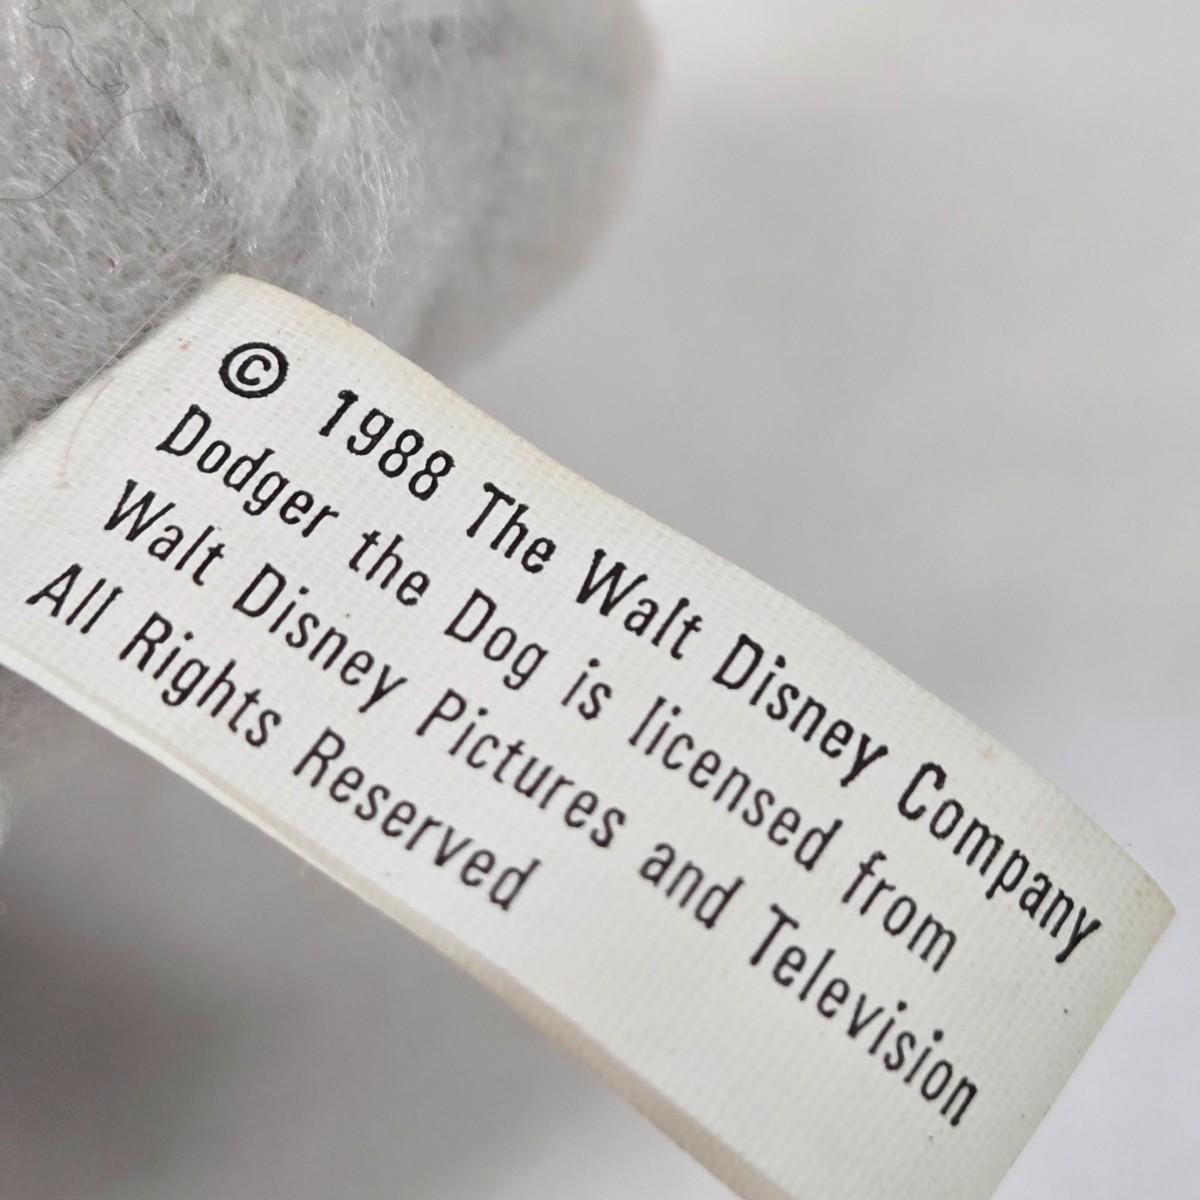 © 1988 The Walt Disney Company
Dodger the Dog is licensed from
Walt Disney Pictures and Television
All Rights Reserved